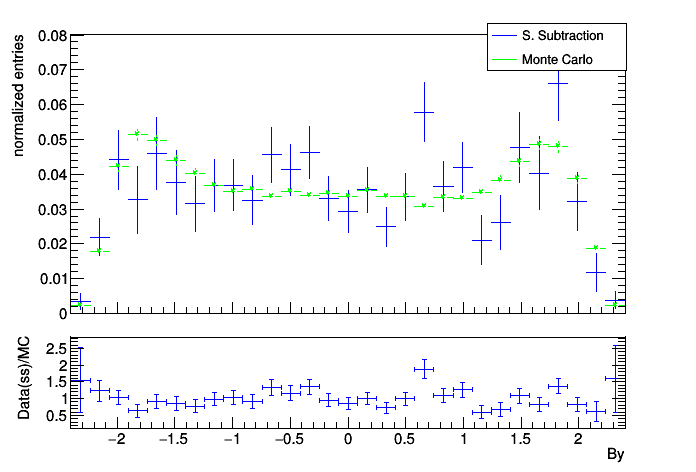 S. Subtraction
Monte Carlo
normalized entries
0.08
0.07
0.06
0.05
0.04
0.03
0.02
0.01
0
Data(ss)/MC
2.5
2
1.5
1
0.5
−2 −1.5 −1 −0.5 0 0.5 1 1.5 2
By